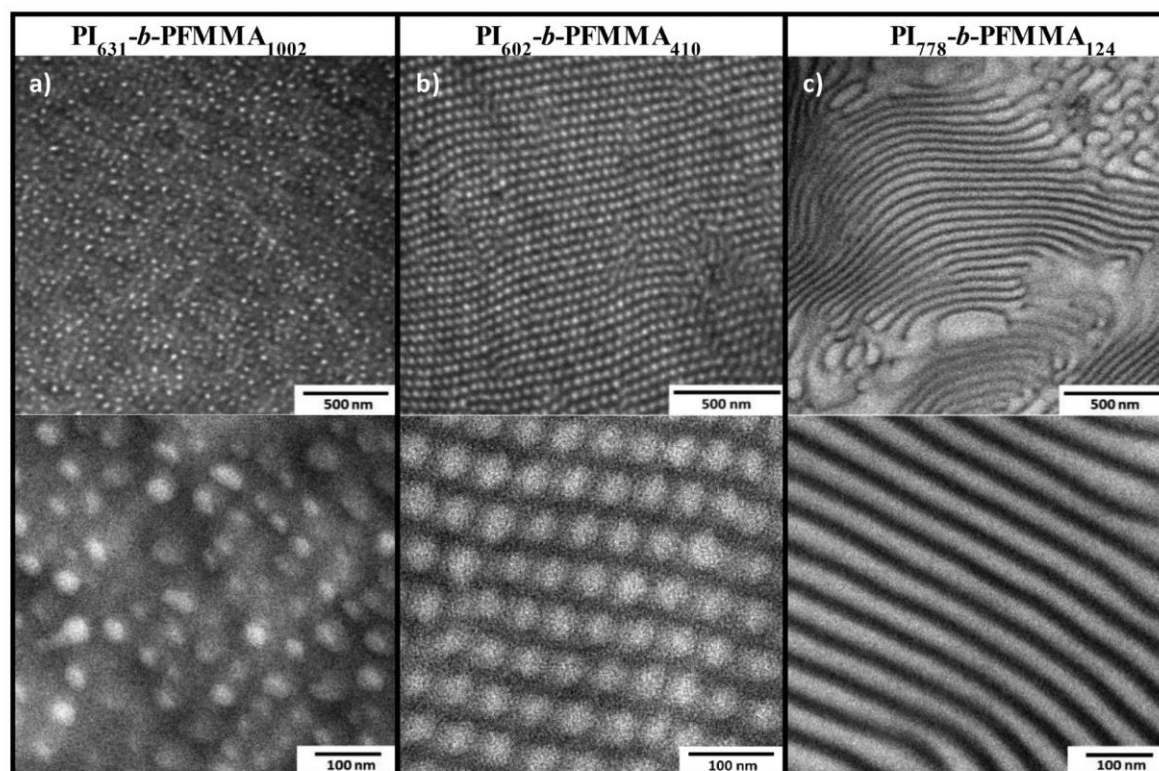 PI₆₃₁-b-PFMMA₁₀₀₂
PI₆₀₂-b-PFMMA₄₁₀
PI₇₇₈-b-PFMMA₁₂₄
a)
b)
c)
500 nm
500 nm
500 nm
100 nm
100 nm
100 nm